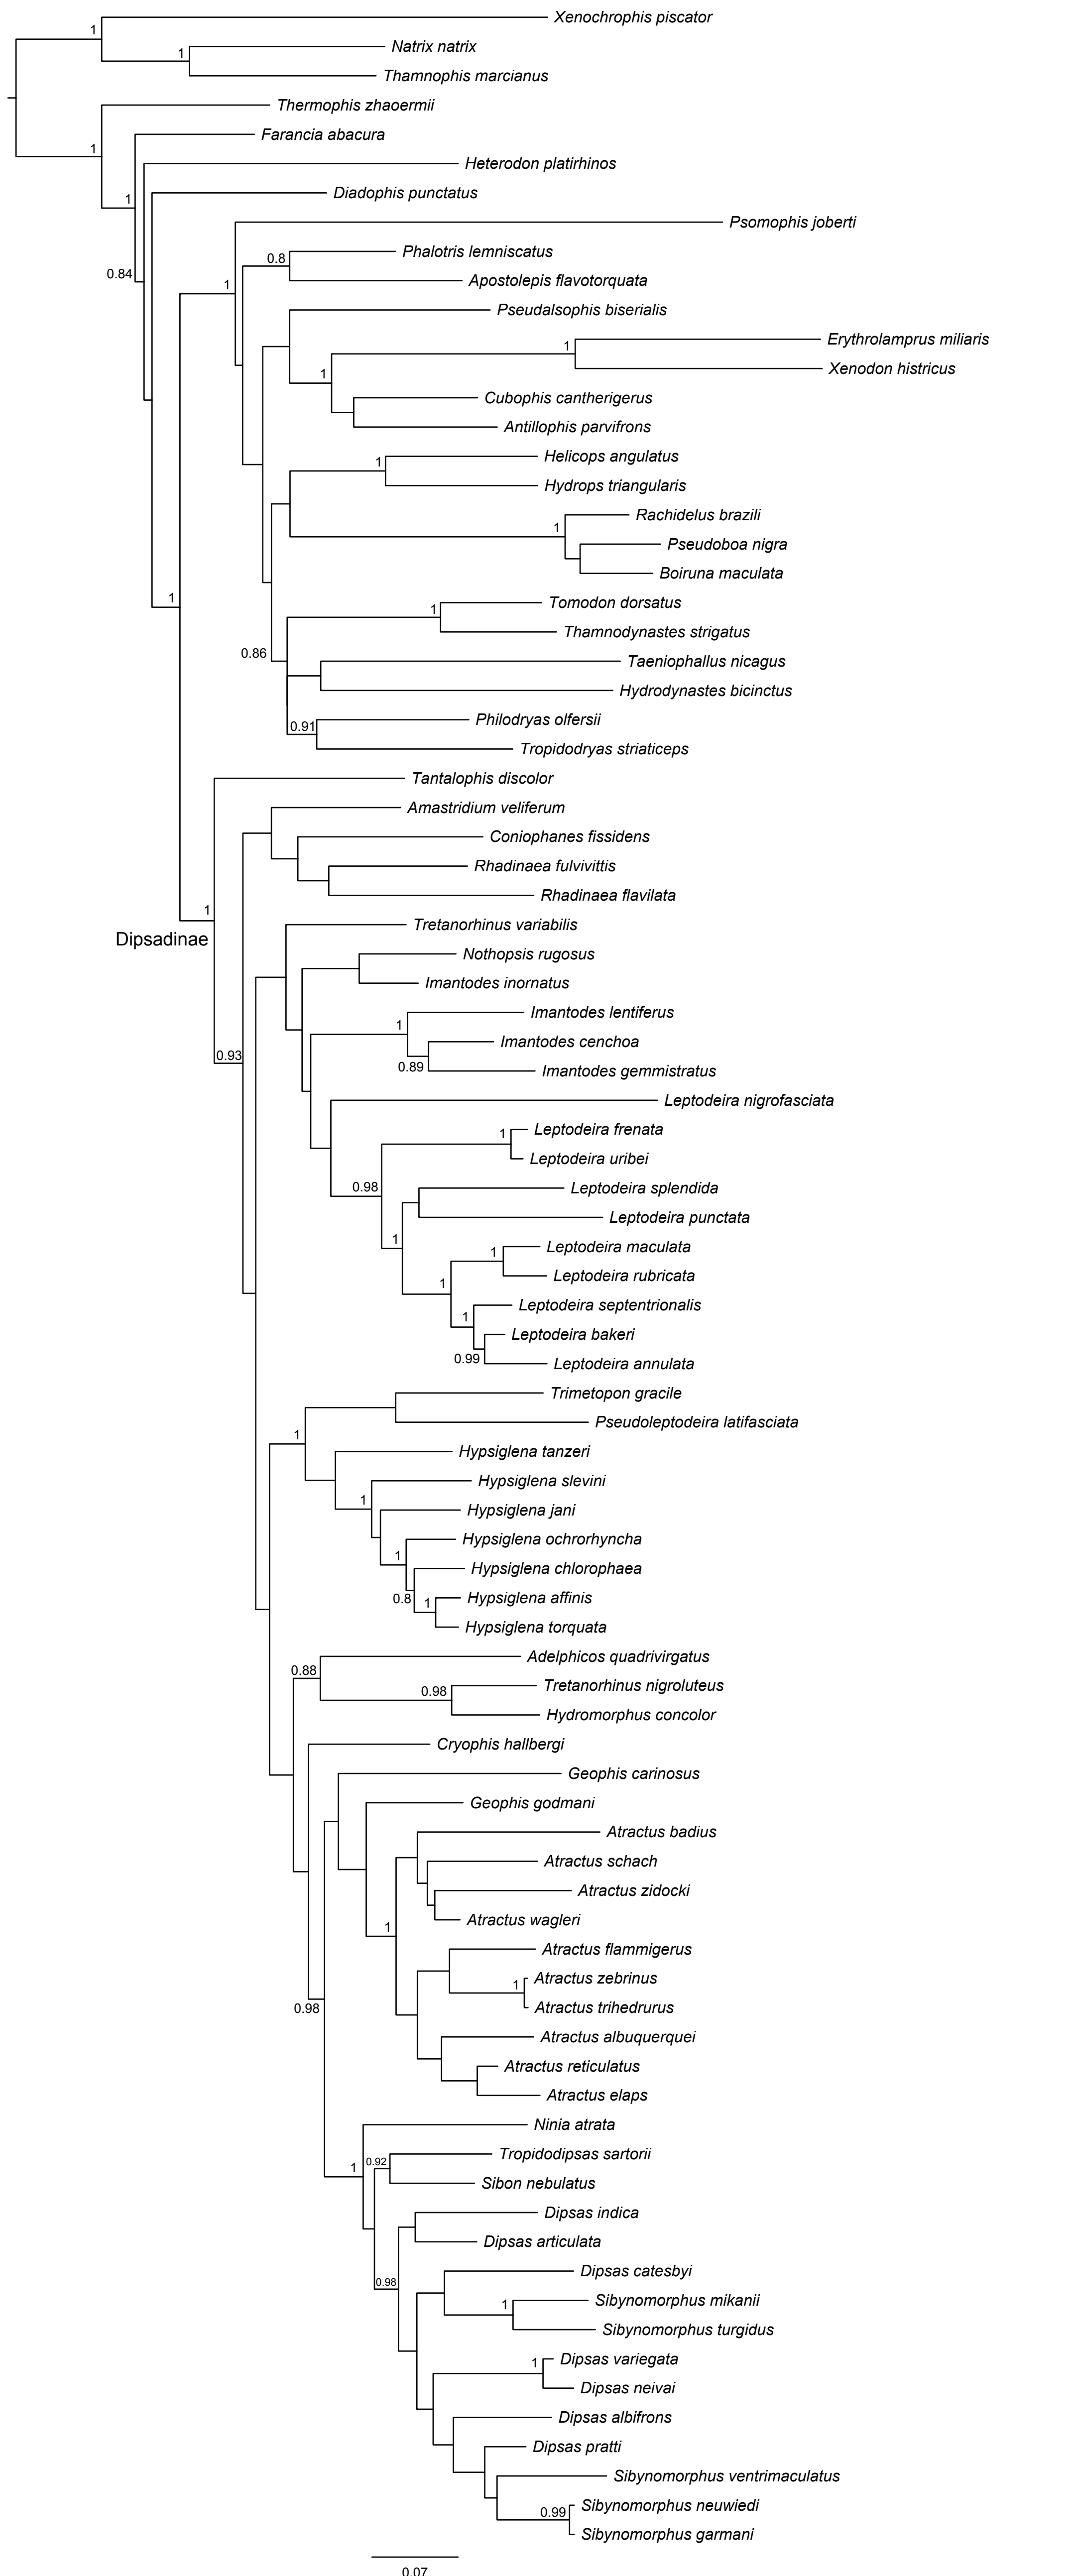 Xenochrophis piscator
1
Natrix natrix
1
Thamnophis marcianus
Thermophis zhaoermii
Farancia abacura
1
Heterodon platirhinos
Diadophis punctatus
1
Psomophis joberti
Phalotris lemniscatus
0.8
0.84
Apostolepis flavotorquata
1
Pseudalsophis biserialis
Erythrolamprus miliaris
1
Xenodon histricus
1
Cubophis cantherigerus
Antillophis parvifrons
Helicops angulatus
1
Hydrops triangularis
Rachidelus brazili
1
Pseudoboa nigra
Boiruna maculata
1
Tomodon dorsatus
1
Thamnodynastes strigatus
0.86
Taeniophallus nicagus
Hydrodynastes bicinctus
Philodryas olfersii
0.91
Tropidodryas striaticeps
Tantalophis discolor
Amastridium veliferum
Coniophanes fissidens
Rhadinaea fulvivittis
Rhadinaea flavilata
1
Tretanorhinus variabilis
Dipsadinae
Nothopsis rugosus
Imantodes inornatus
Imantodes lentiferus
1
Imantodes cenchoa
0.93
0.89
Imantodes gemmistratus
Leptodeira nigrofasciata
Leptodeira frenata
1
Leptodeira uribei
0.98
Leptodeira splendida
Leptodeira punctata
1
Leptodeira maculata
1
Leptodeira rubricata
1
Leptodeira septentrionalis
1
Leptodeira bakeri
0.99
Leptodeira annulata
Trimetopon gracile
Pseudoleptodeira latifasciata
1
Hypsiglena tanzeri
Hypsiglena slevini
1
Hypsiglena jani
Hypsiglena ochrorhyncha
1
Hypsiglena chlorophaea
0.8
Hypsiglena affinis
1
Hypsiglena torquata
Adelphicos quadrivirgatus
0.88
Tretanorhinus nigroluteus
0.98
Hydromorphus concolor
Cryophis hallbergi
Geophis carinosus
Geophis godmani
Atractus badius
Atractus schach
Atractus zidocki
Atractus wagleri
1
Atractus flammigerus
Atractus zebrinus
1
Atractus trihedrurus
0.98
Atractus albuquerquei
Atractus reticulatus
Atractus elaps
Ninia atrata
Tropidodipsas sartorii
0.92
1
Sibon nebulatus
Dipsas indica
Dipsas articulata
Dipsas catesbyi
0.98
Sibynomorphus mikanii
1
Sibynomorphus turgidus
Dipsas variegata
1
Dipsas neivai
Dipsas albifrons
Dipsas pratti
Sibynomorphus ventrimaculatus
Sibynomorphus neuwiedi
0.99
Sibynomorphus garmani
0.07